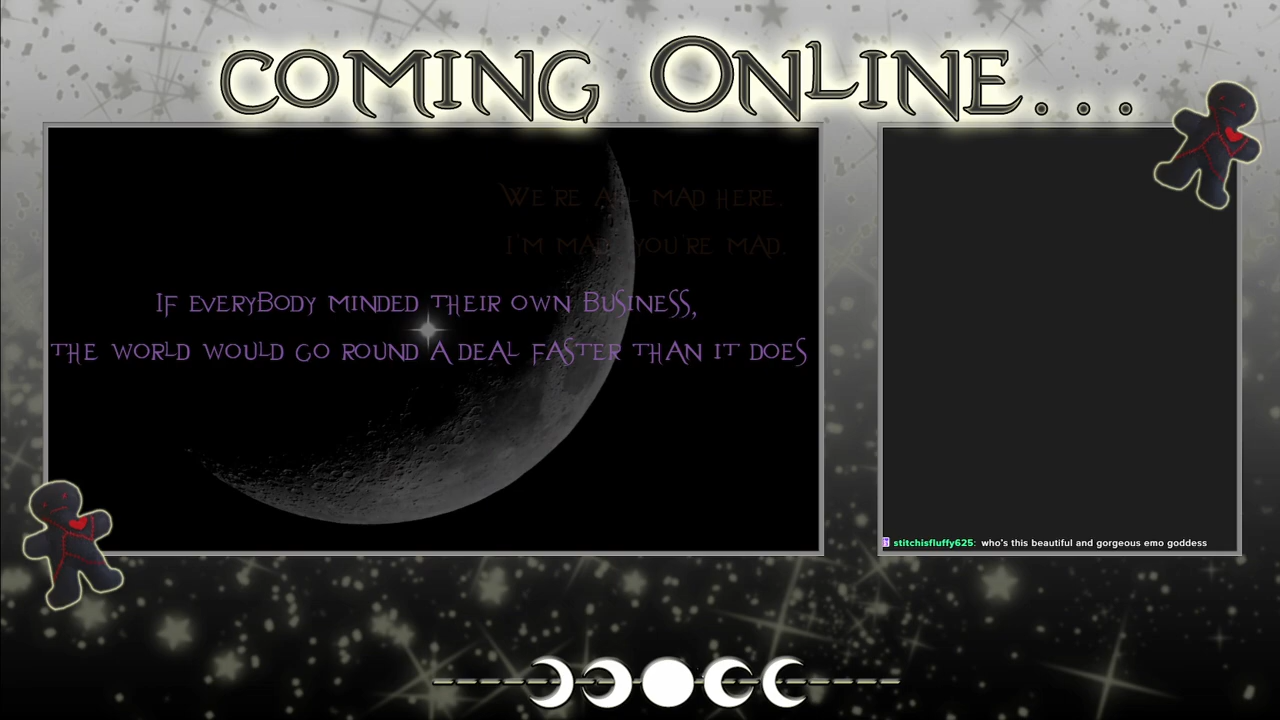 COMING ONLINE...
WE'RE ALL MAD HERE.
I'M MAD. YOU'RE MAD.
IF EVERYBODY MINDED THEIR OWN BUSINESS,
THE WORLD WOULD GO ROUND A DEAL FASTER THAN IT DOES
stitchisfluffy625: who's this beautiful and gorgeous emo goddess